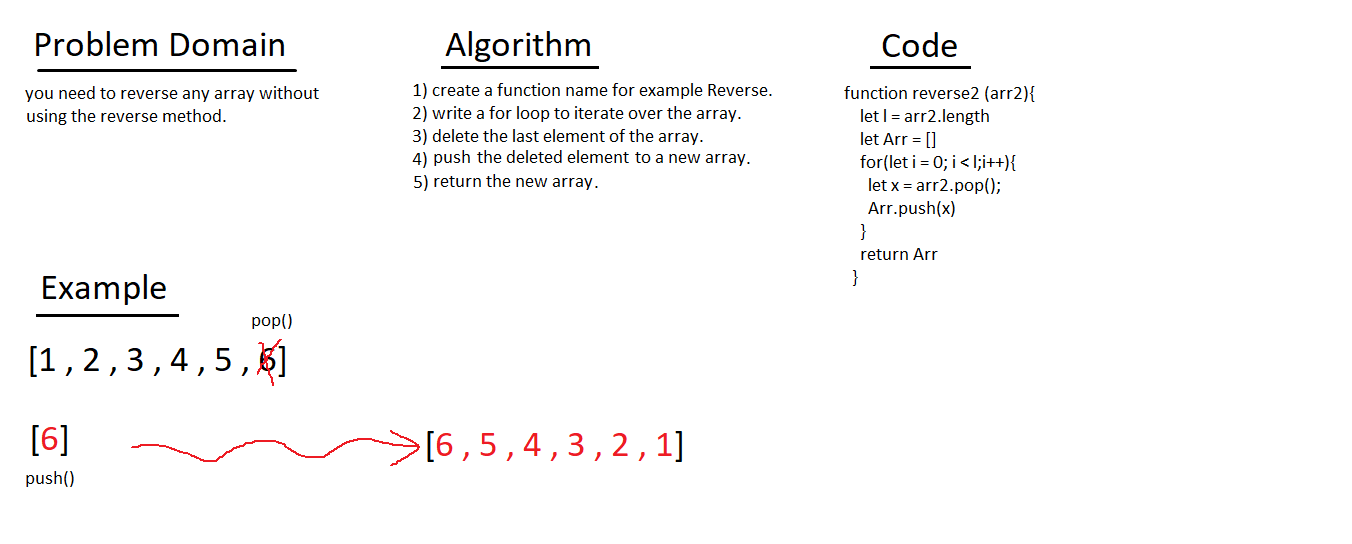 Problem Domain
you need to reverse any array without
using the reverse method.
Algorithm
1) create a function name for example Reverse.
2) write a for loop to iterate over the array.
3) delete the last element of the array.
4) push the deleted element to a new array.
5) return the new array.
Code
function reverse2 (arr2){
let l = arr2.length
let Arr = []
for(let i = 0; i < l;i++){
let x = arr2.pop();
Arr.push(x)
}
return Arr
}
Example
pop()
[1 , 2 , 3 , 4 , 5 , 6]
[6]
push()
[6 , 5 , 4 , 3 , 2 , 1]